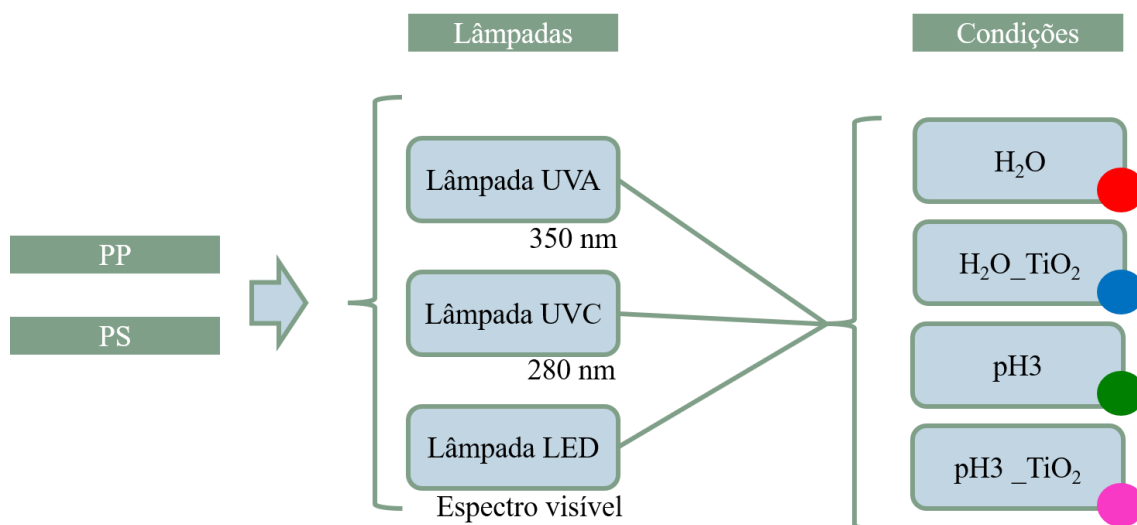 Lâmpadas
Condições
PP
PS
Lâmpada UVA
350 nm
Lâmpada UVC
280 nm
Lâmpada LED
Espectro visível
H₂O
H₂O_TiO₂
pH3
pH3 _TiO₂